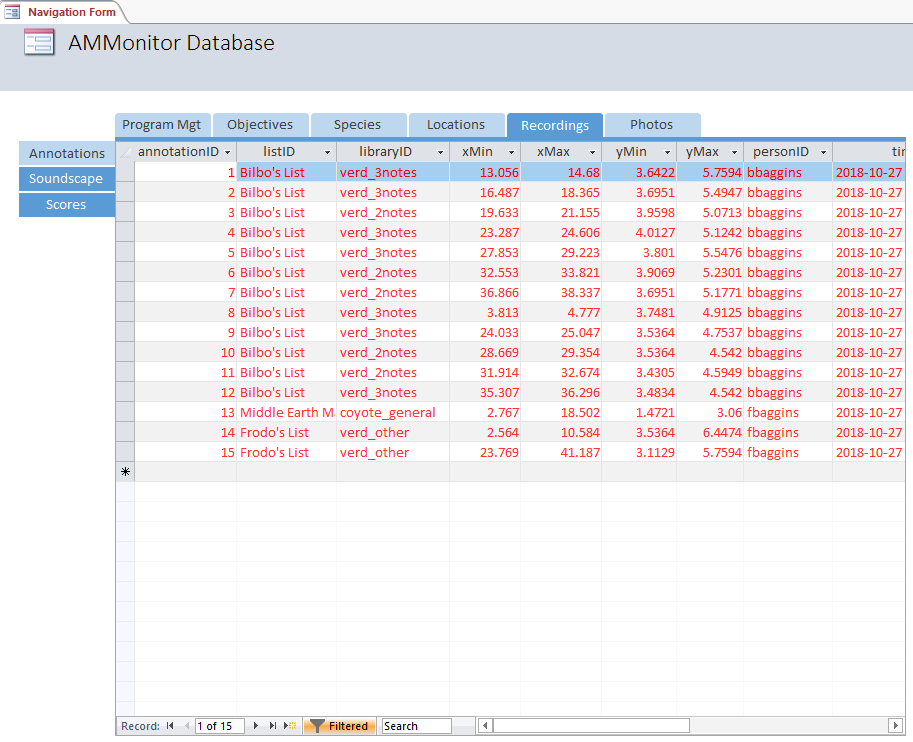 Navigation Form
AMMonitor Database
Program Mgt Objectives Species Locations Recordings Photos
Annotations
Soundscape
Scores
annotationID listID libraryID xMin xMax yMin yMax personID tir
1 Bilbo's List verd_3notes 13.056 14.68 3.6422 5.7594 bbaggins 2018-10-27
2 Bilbo's List verd_3notes 16.487 18.365 3.6951 5.4947 bbaggins 2018-10-27
3 Bilbo's List verd_2notes 19.633 21.155 3.9598 5.0713 bbaggins 2018-10-27
4 Bilbo's List verd_3notes 23.287 24.606 4.0127 5.1242 bbaggins 2018-10-27
5 Bilbo's List verd_3notes 27.853 29.223 3.801 5.5476 bbaggins 2018-10-27
6 Bilbo's List verd_2notes 32.553 33.821 3.9069 5.2301 bbaggins 2018-10-27
7 Bilbo's List verd_2notes 36.866 38.337 3.6951 5.1771 bbaggins 2018-10-27
8 Bilbo's List verd_3notes 3.813 4.777 3.7481 4.9125 bbaggins 2018-10-27
9 Bilbo's List verd_3notes 24.033 25.047 3.5364 4.7537 bbaggins 2018-10-27
10 Bilbo's List verd_2notes 28.669 29.354 3.5364 4.542 bbaggins 2018-10-27
11 Bilbo's List verd_2notes 31.914 32.674 3.4305 4.5949 bbaggins 2018-10-27
12 Bilbo's List verd_3notes 35.307 36.296 3.4834 4.542 bbaggins 2018-10-27
13 Middle Earth M coyote_general 2.767 18.502 1.4721 3.06 fbaggins 2018-10-27
14 Frodo's List verd_other 2.564 10.584 3.5364 6.4474 fbaggins 2018-10-27
15 Frodo's List verd_other 23.769 41.187 3.1129 5.7594 fbaggins 2018-10-27
Record: 1 of 15 Filtered Search